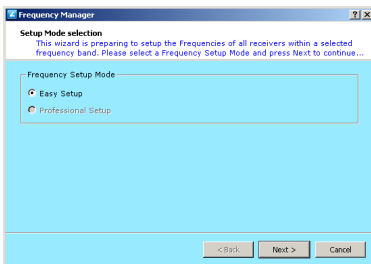 Frequency Manager
Setup Mode selection
This wizard is preparing to setup the Frequencies of all receivers within a selected
frequency band. Please select a Frequency Setup Mode and press Next to continue...
Frequency Setup Mode
Easy Setup
Professional Setup
< Back Next > Cancel